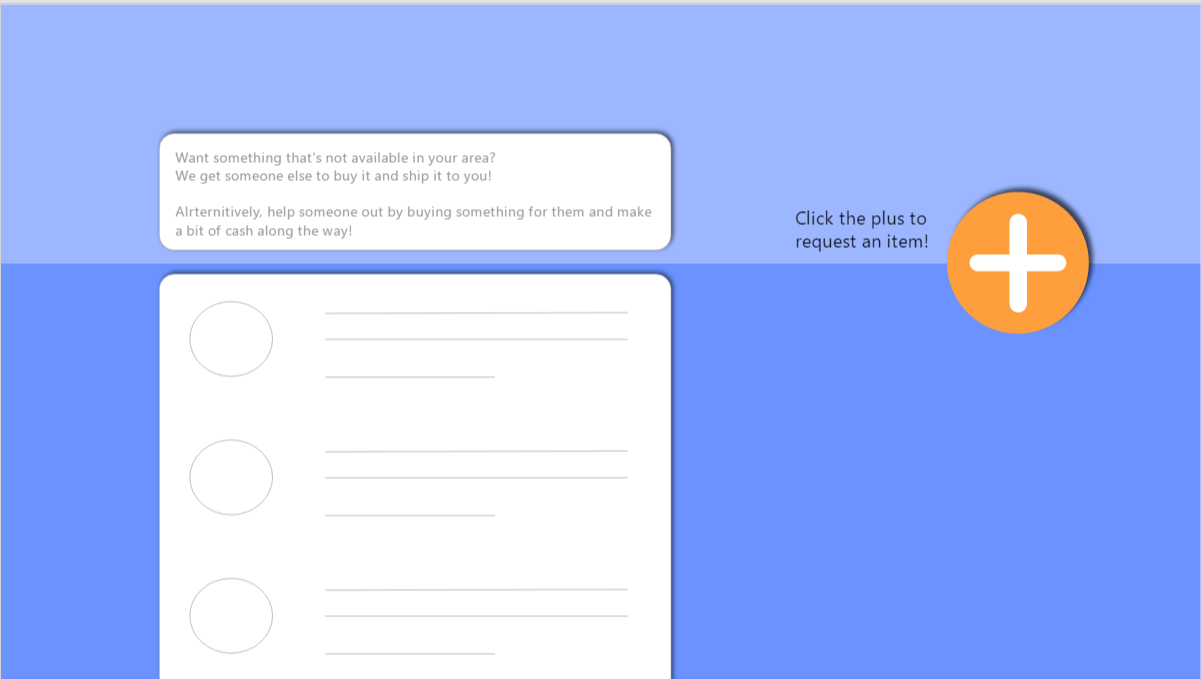 Want something that's not available in your area?
We get someone else to buy it and ship it to you!
Alrternitively, help someone out by buying something for them and make
a bit of cash along the way!
Click the plus to
request an item!